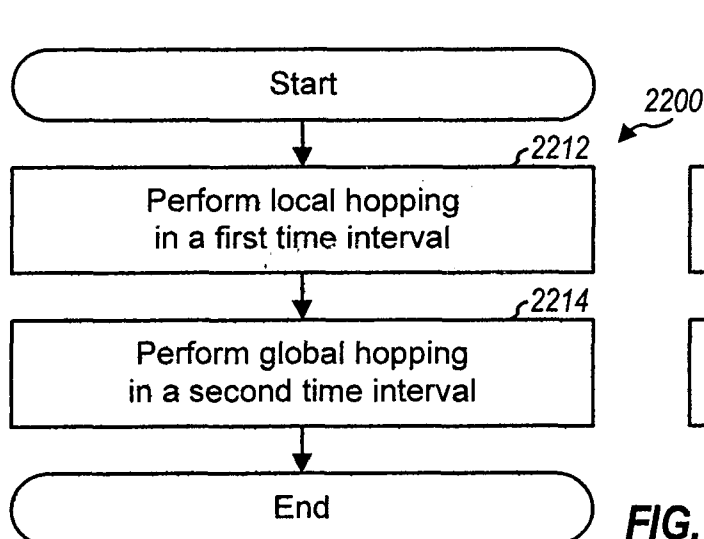 Start
2200
2212
Perform local hopping
in a first time interval
2214
Perform global hopping
in a second time interval
End
FIG.